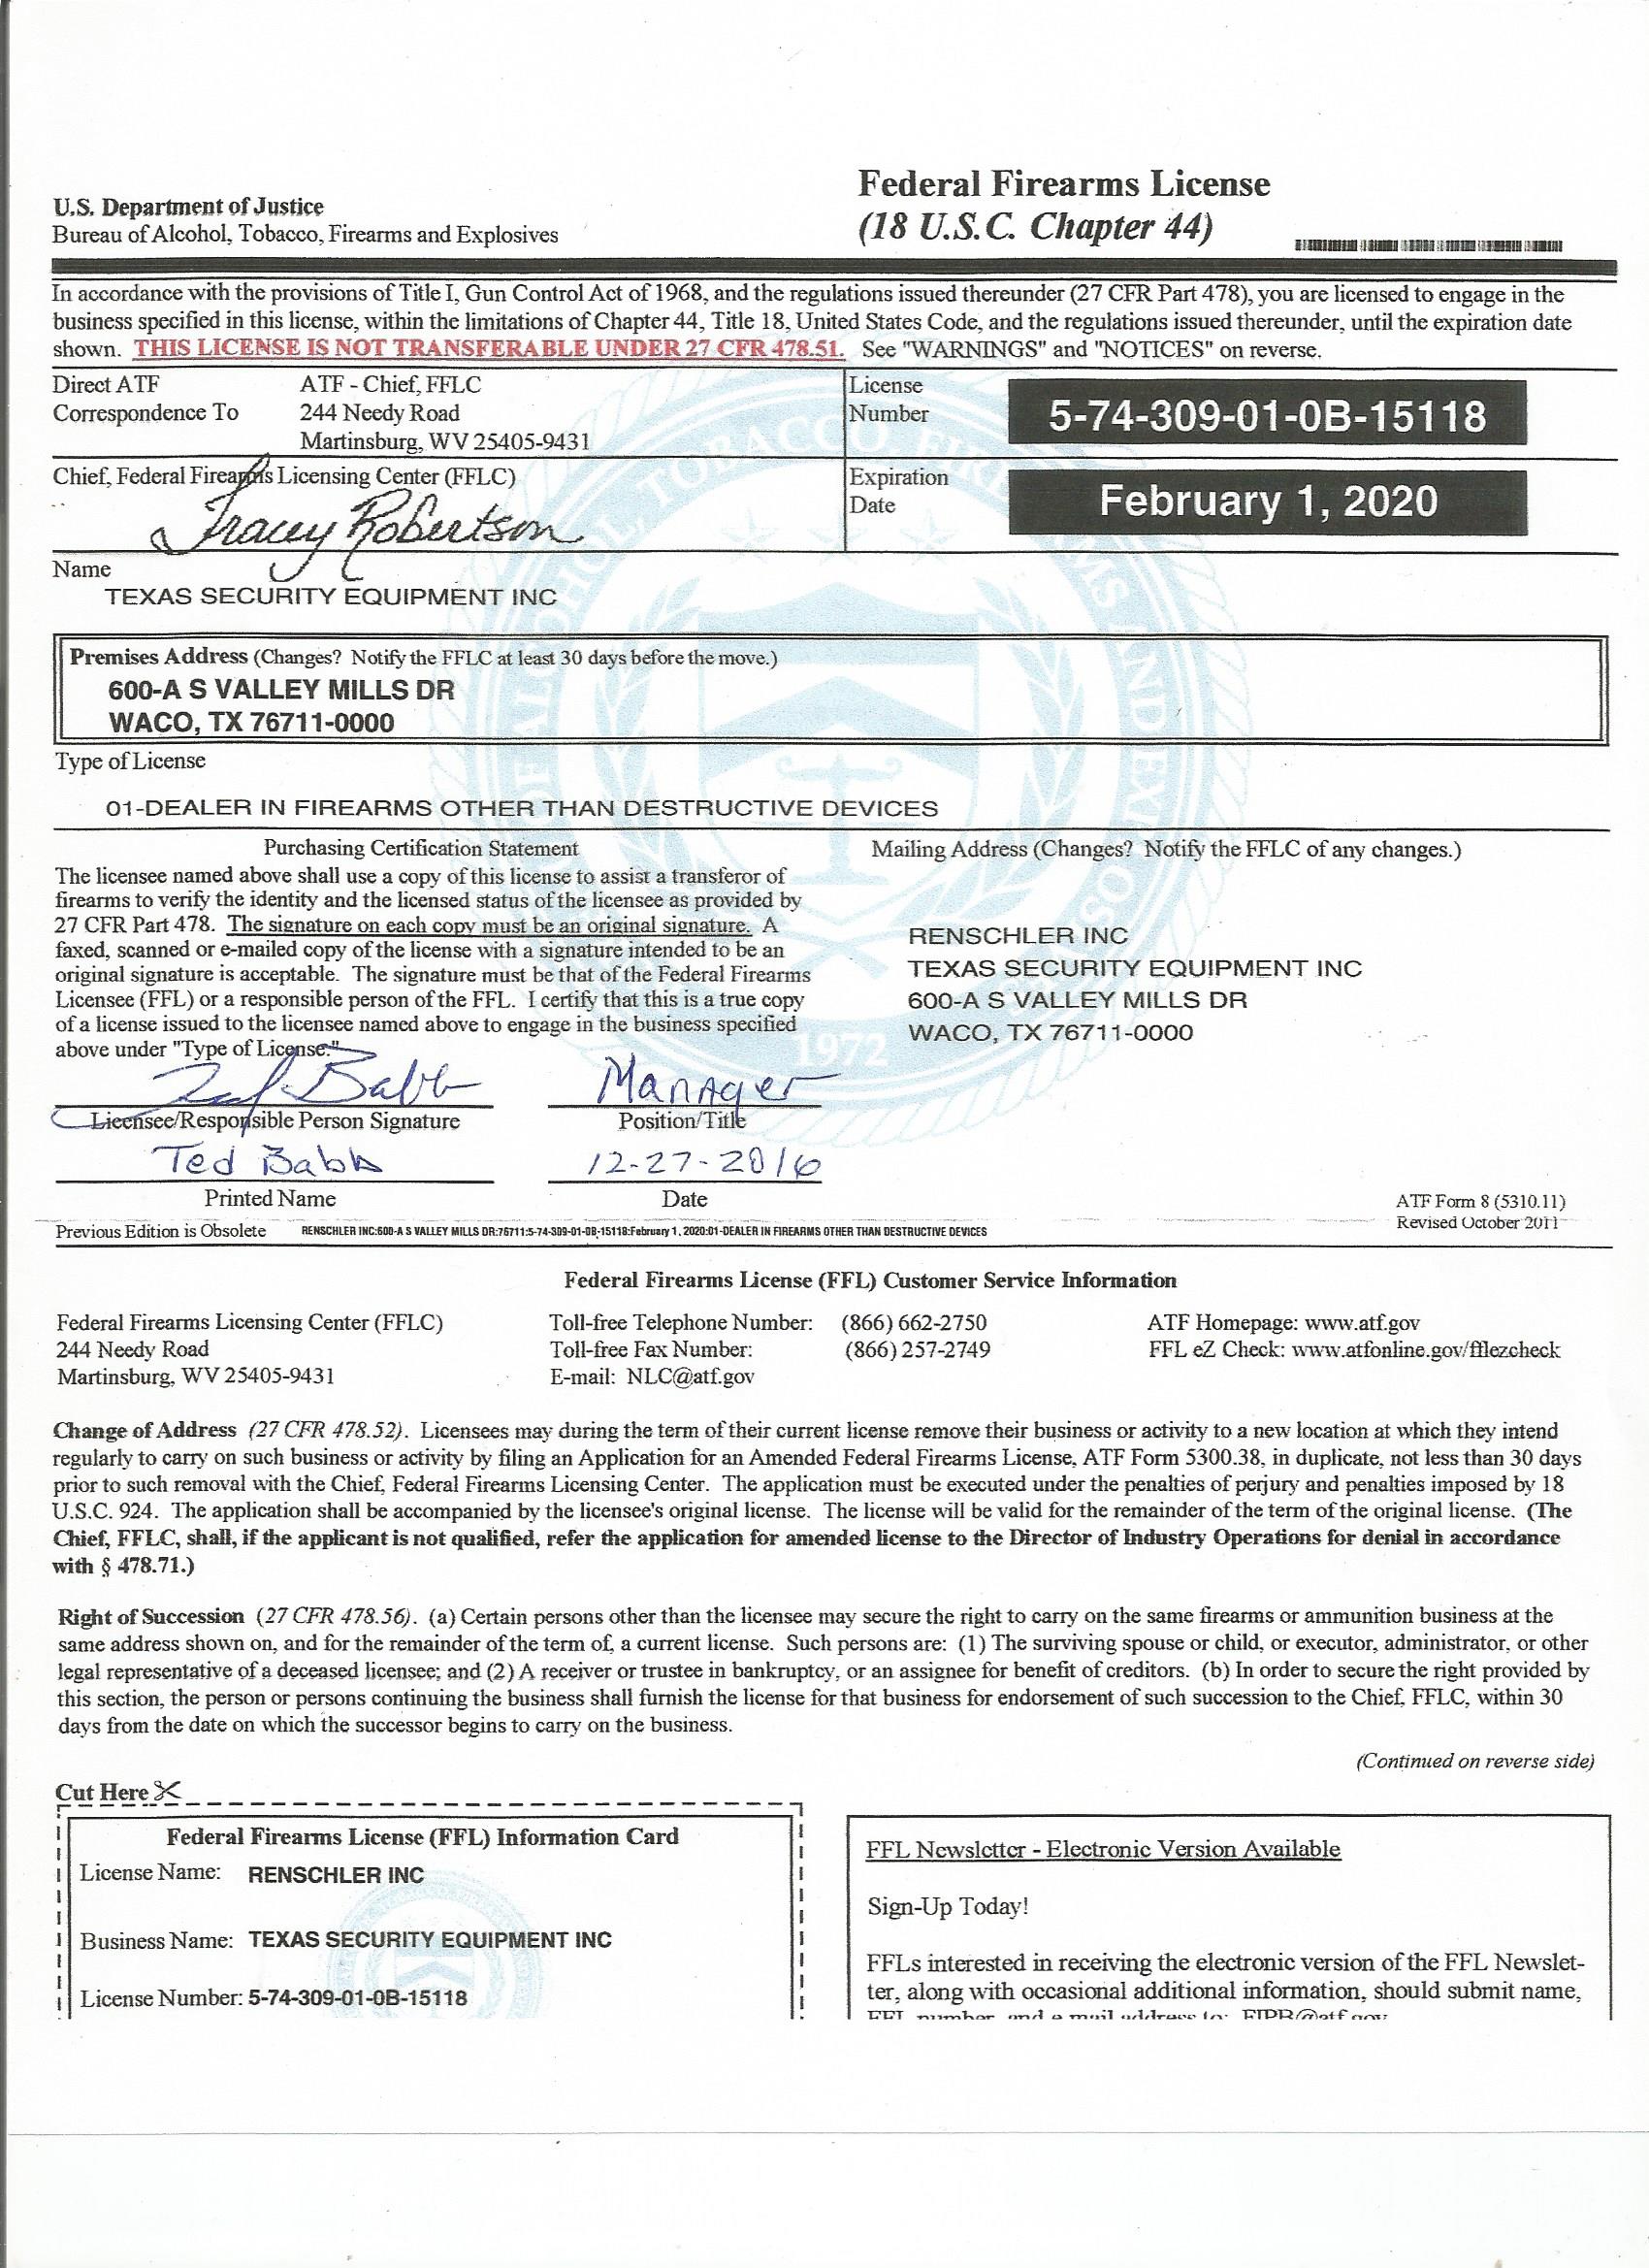 Federal Firearms License
(18 U.S.C. Chapter 44)
U.S. Department of Justice
Bureau of Alcohol, Tobacco, Firearms and Explosives
In accordance with the provisions of Title I, Gun Control Act of 1968, and the regulations issued thereunder (27 CFR Part 478), you are licensed to engage in the
business specified in this license, within the limitations of Chapter 44, Title 18, United States Code, and the regulations issued thereunder, until the expiration date
shown. THIS LICENSE IS NOT TRANSFERABLE UNDER 27 CFR 478.51. See "WARNINGS" and "NOTICES" on reverse.
Direct ATF
Correspondence To
ATF - Chief, FFLC
244 Needy Road
Martinsburg, WV 25405-9431
License
Number
5-74-309-01-0B-15118
Chief, Federal Firearms Licensing Center (FFLC)
Tracey Robertson
Expiration
Date
February 1, 2020
Name
TEXAS SECURITY EQUIPMENT INC
Premises Address (Changes? Notify the FFLC at least 30 days before the move.)
600-A S VALLEY MILLS DR
WACO, TX 76711-0000
Type of License
01-DEALER IN FIREARMS OTHER THAN DESTRUCTIVE DEVICES
Purchasing Certification Statement
The licensee named above shall use a copy of this license to assist a transferor of
firearms to verify the identity and the licensed status of the licensee as provided by
27 CFR Part 478. The signature on each copy must be an original signature. A
faxed, scanned or e-mailed copy of the license with a signature intended to be an
original signature is acceptable. The signature must be that of the Federal Firearms
Licensee (FFL) or a responsible person of the FFL. I certify that this is a true copy
of a license issued to the licensee named above to engage in the business specified
above under "Type of License."
Mailing Address (Changes? Notify the FFLC of any changes.)
RENSCHLER INC
TEXAS SECURITY EQUIPMENT INC
600-A S VALLEY MILLS DR
WACO, TX 76711-0000
1972
Ted Babb Manager
Licensee/Responsible Person Signature Position/Title
Ted Babb 12-27-2016
Printed Name Date
ATF Form 8 (5310.11)
Revised October 2011
Previous Edition is Obsolete RENSCHLER INC:600-A S VALLEY MILLS DR:76711:5-74-309-01-0B-15118:February 1, 2020:01-DEALER IN FIREARMS OTHER THAN DESTRUCTIVE DEVICES
Federal Firearms License (FFL) Customer Service Information
Federal Firearms Licensing Center (FFLC)
244 Needy Road
Martinsburg, WV 25405-9431
Toll-free Telephone Number: (866) 662-2750
Toll-free Fax Number: (866) 257-2749
E-mail: NLC@atf.gov
ATF Homepage: www.atf.gov
FFL eZ Check: www.atfonline.gov/fflezcheck
Change of Address (27 CFR 478.52). Licensees may during the term of their current license remove their business or activity to a new location at which they intend
regularly to carry on such business or activity by filing an Application for an Amended Federal Firearms License, ATF Form 5300.38, in duplicate, not less than 30 days
prior to such removal with the Chief, Federal Firearms Licensing Center. The application must be executed under the penalties of perjury and penalties imposed by 18
U.S.C. 924. The application shall be accompanied by the licensee's original license. The license will be valid for the remainder of the term of the original license. (The
Chief, FFLC, shall, if the applicant is not qualified, refer the application for amended license to the Director of Industry Operations for denial in accordance
with § 478.71.)
Right of Succession (27 CFR 478.56). (a) Certain persons other than the licensee may secure the right to carry on the same firearms or ammunition business at the
same address shown on, and for the remainder of the term of, a current license. Such persons are: (1) The surviving spouse or child, or executor, administrator, or other
legal representative of a deceased licensee; and (2) A receiver or trustee in bankruptcy, or an assignee for benefit of creditors. (b) In order to secure the right provided by
this section, the person or persons continuing the business shall furnish the license for that business for endorsement of such succession to the Chief, FFLC, within 30
days from the date on which the successor begins to carry on the business.
(Continued on reverse side)
Cut Here
Federal Firearms License (FFL) Information Card
License Name: RENSCHLER INC
Business Name: TEXAS SECURITY EQUIPMENT INC
License Number: 5-74-309-01-0B-15118
FFL Newsletter - Electronic Version Available
Sign-Up Today!
FFLs interested in receiving the electronic version of the FFL Newslet-
ter, along with occasional additional information, should submit name,
FFL number, and e-mail address to: FIPB@atf.gov